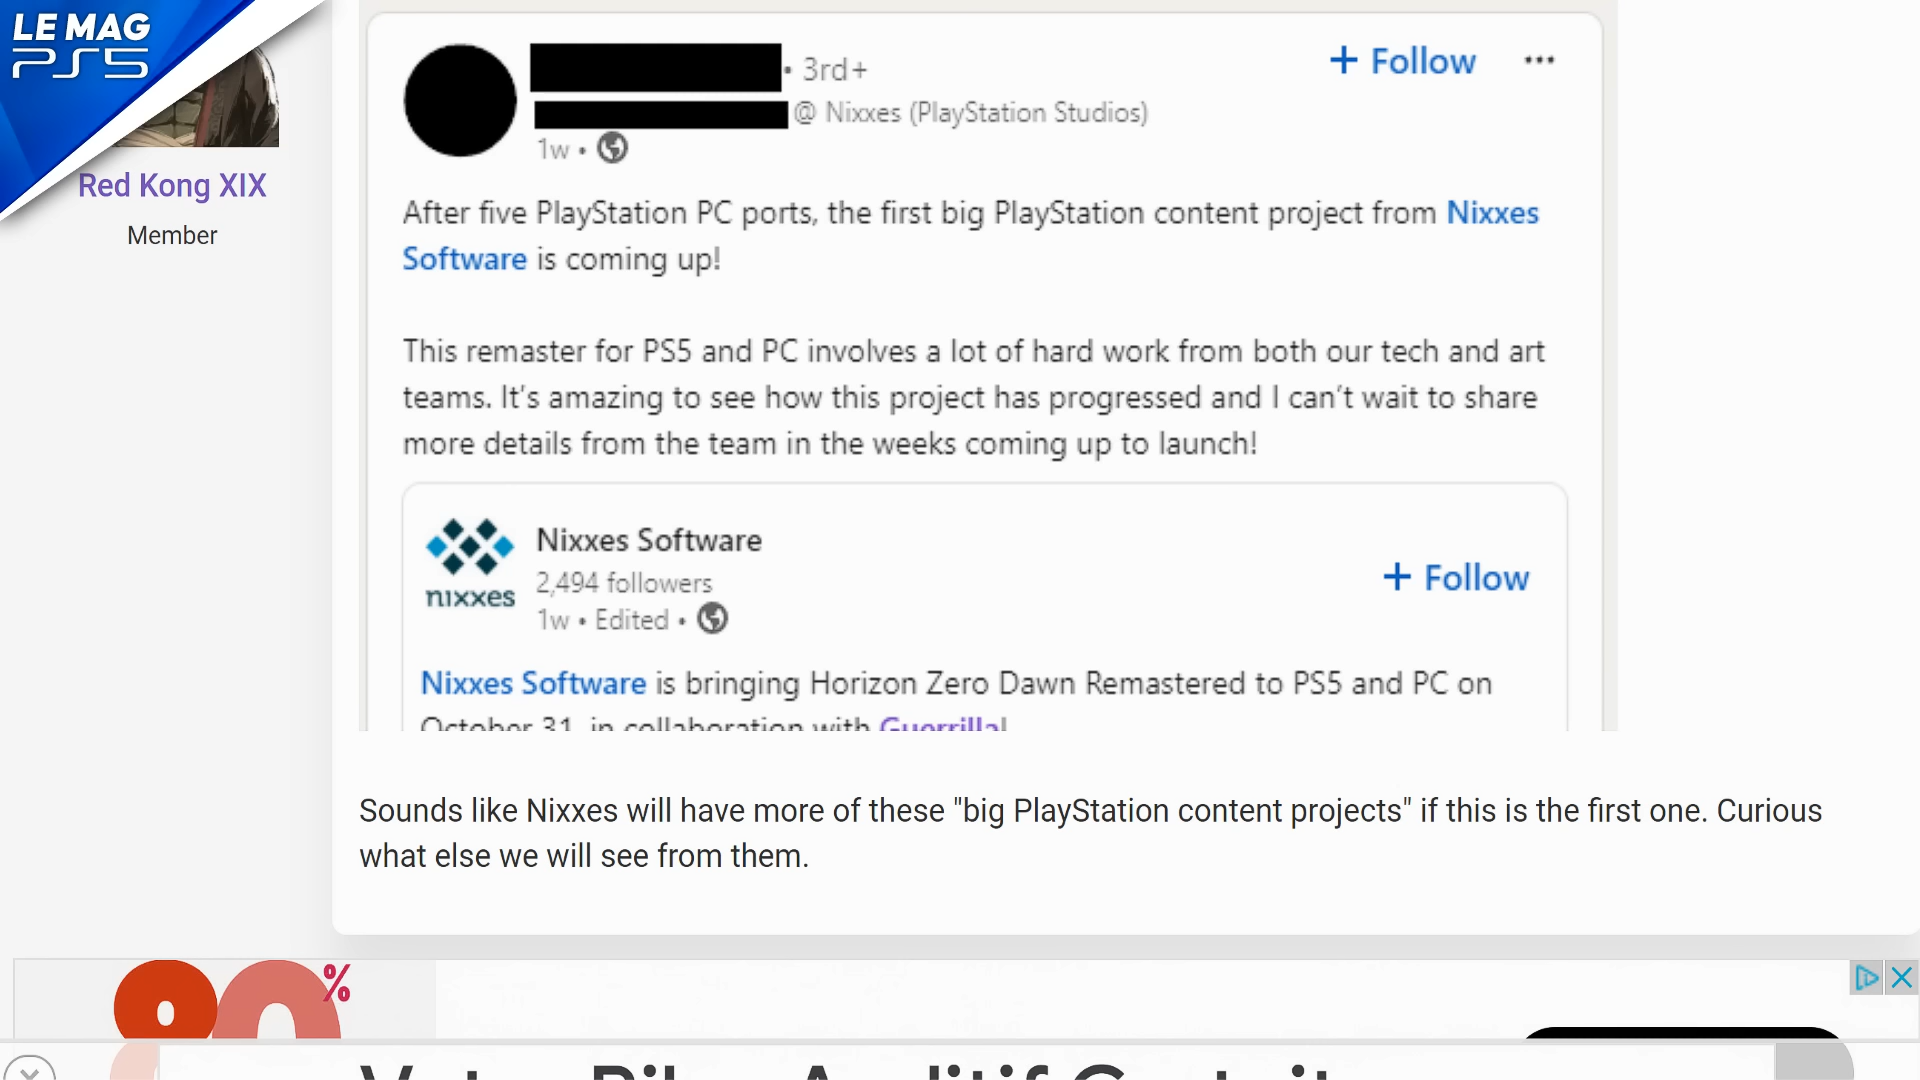 LE MAG
PS5
Red Kong XIX
Member
• 3rd+
@ Nixxes (PlayStation Studios)
1w •
+ Follow
...
After five PlayStation PC ports, the first big PlayStation content project from Nixxes
Software is coming up!
This remaster for PS5 and PC involves a lot of hard work from both our tech and art
teams. It's amazing to see how this project has progressed and I can't wait to share
more details from the team in the weeks coming up to launch!
nixxes
Nixxes Software
2,494 followers
1w • Edited •
+ Follow
Nixxes Software is bringing Horizon Zero Dawn Remastered to PS5 and PC on
October 31, in collaboration with Guerrilla!
Sounds like Nixxes will have more of these "big PlayStation content projects" if this is the first one. Curious
what else we will see from them.
%